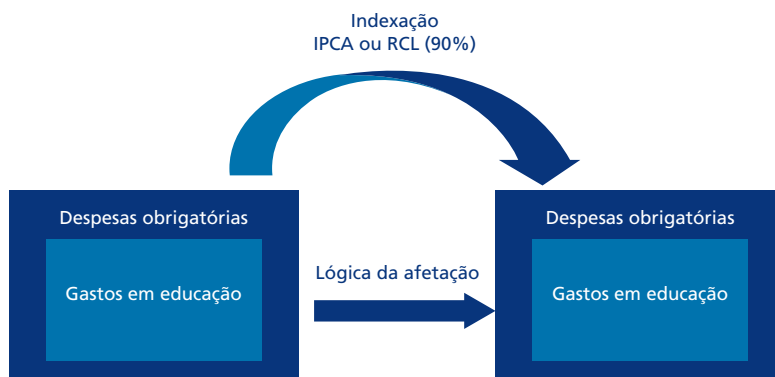 Indexação
IPCA ou RCL (90%)
Despesas obrigatórias
Gastos em educação
Lógica da afetação
Despesas obrigatórias
Gastos em educação